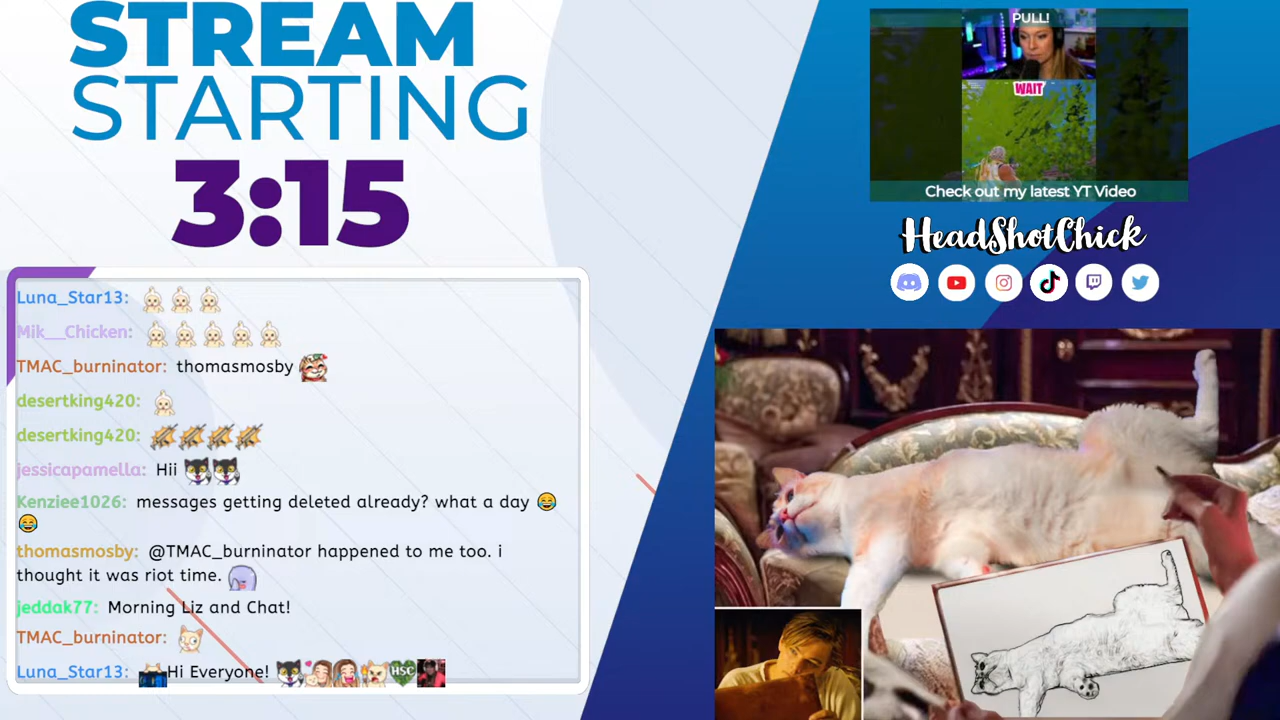 STREAM
STARTING
3:15
Luna_Star13:
Mik__Chicken:
TMAC_burninator: thomasmosby
desertking420:
desertking420:
jessicapamella: Hii
Kenziee1026: messages getting deleted already? what a day
thomasmosby: @TMAC_burninator happened to me too. i
thought it was riot time.
jeddak77: Morning Liz and Chat!
TMAC_burninator:
Luna_Star13: Hi Everyone! HSC
PULL!
WAIT
Check out my latest YT Video
HeadShotChick